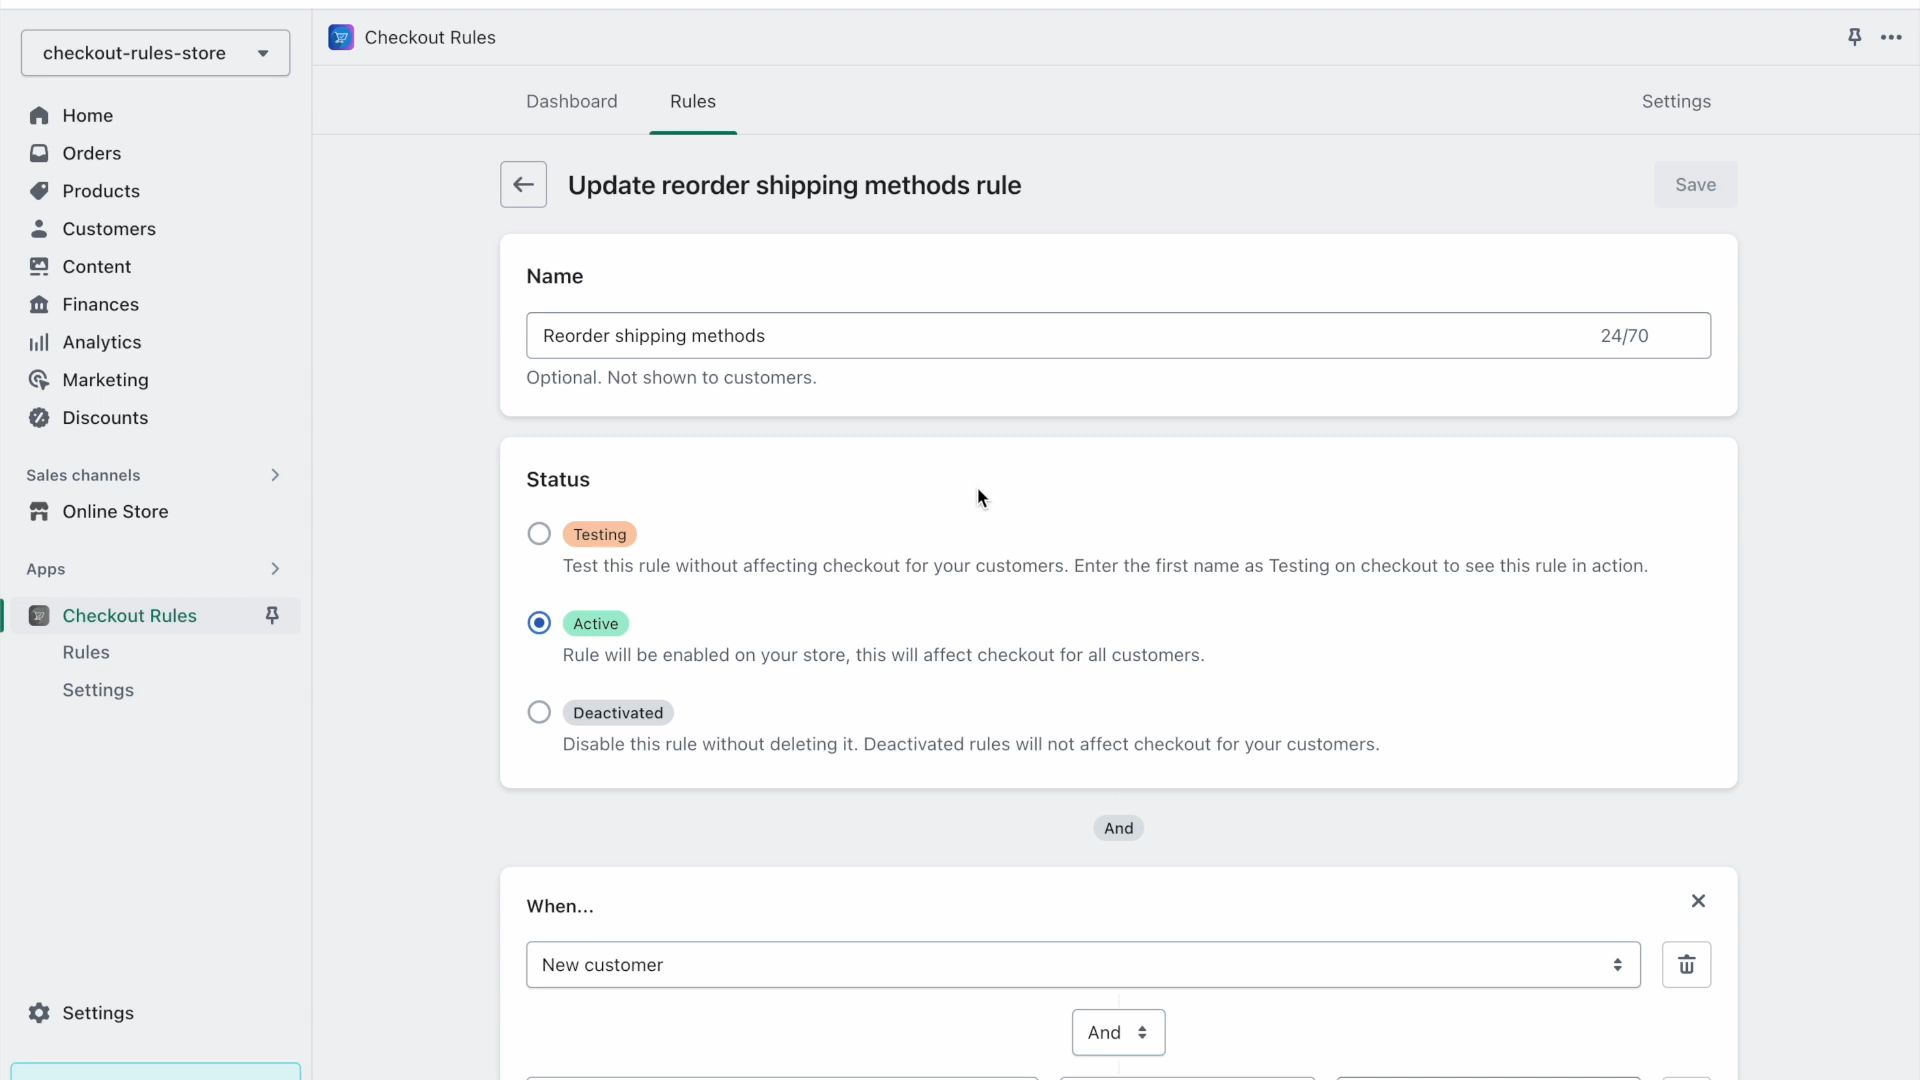 checkout-rules-store
Home
Orders
Products
Customers
Content
Finances
Analytics
Marketing
Discounts
Sales channels
Online Store
Apps
Checkout Rules
Rules
Settings
Settings
Checkout Rules
Dashboard
Rules
Settings
Update reorder shipping methods rule
Save
Name
Reorder shipping methods 24/70
Optional. Not shown to customers.
Status
Testing
Test this rule without affecting checkout for your customers. Enter the first name as Testing on checkout to see this rule in action.
Active
Rule will be enabled on your store, this will affect checkout for all customers.
Deactivated
Disable this rule without deleting it. Deactivated rules will not affect checkout for your customers.
And
When...
New customer
And